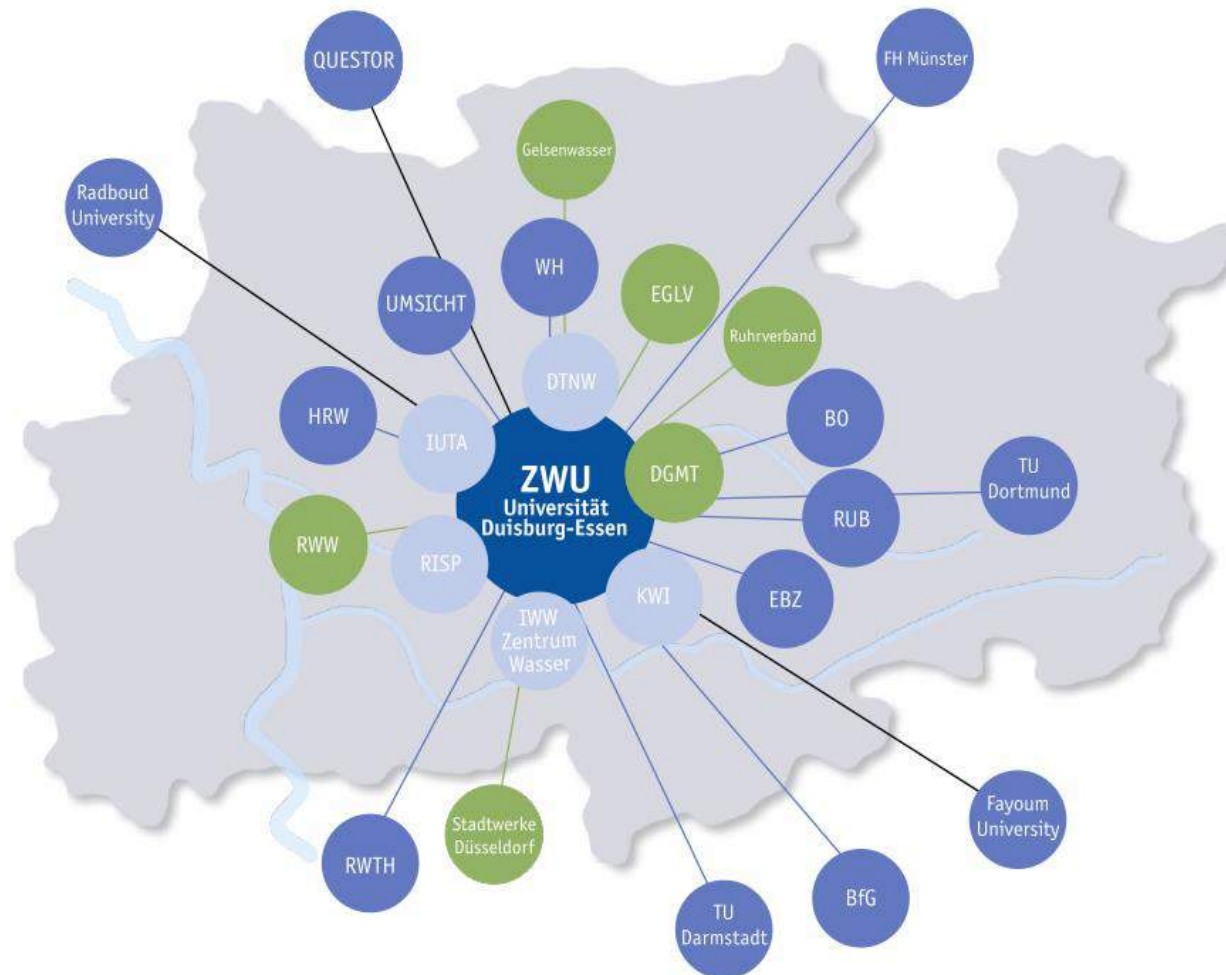 QUESTOR
FH Münster
Gelsenwasser
Radboud
University
WH
EGLV
UMSICHT
Ruhrverband
DTNW
HRW
BO
IUTA
ZWU
Universität
Duisburg-Essen
DGMT
TU
Dortmund
RUB
RWW
RISP
KWI
EBZ
IWW
Zentrum
Wasser
Fayoum
University
Stadtwerke
Düsseldorf
RWTH
BfG
TU
Darmstadt